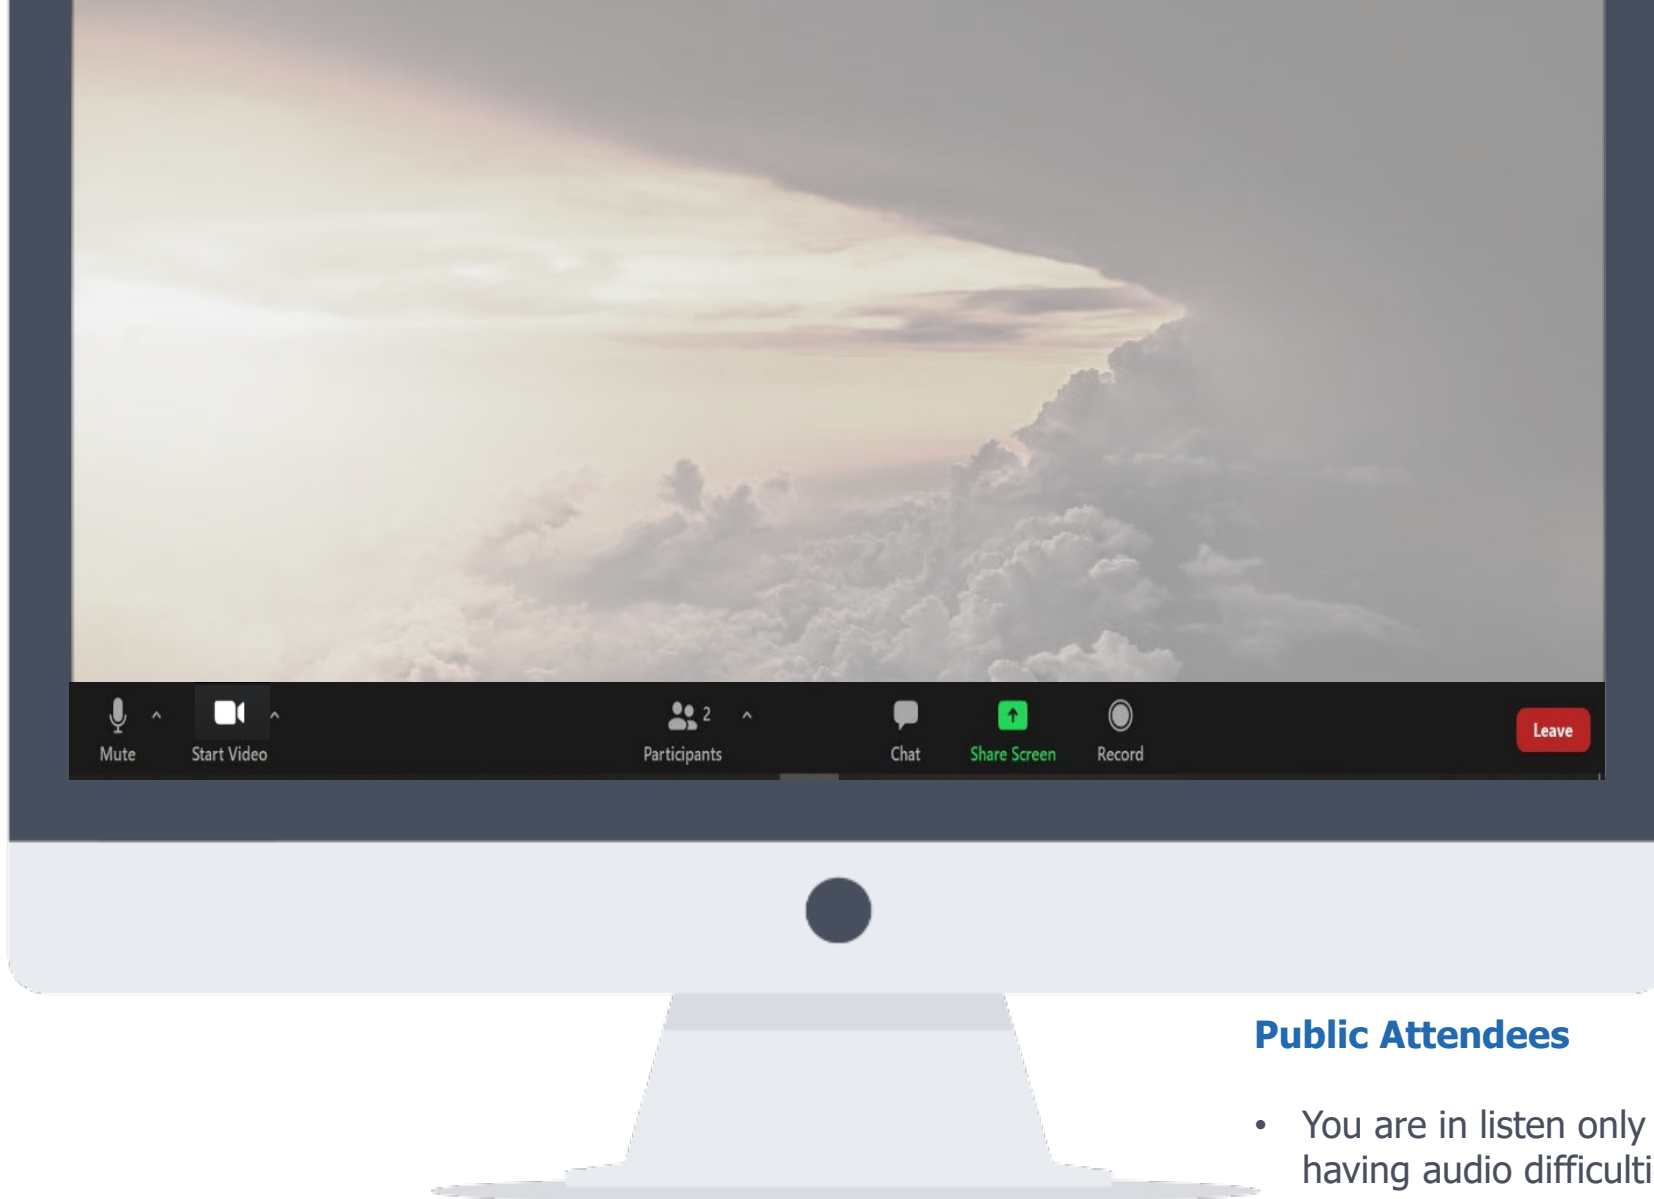 Mute
Start Video
2
Participants
Chat
Share Screen
Record
Leave
Public Attendees
• You are in listen only
having audio